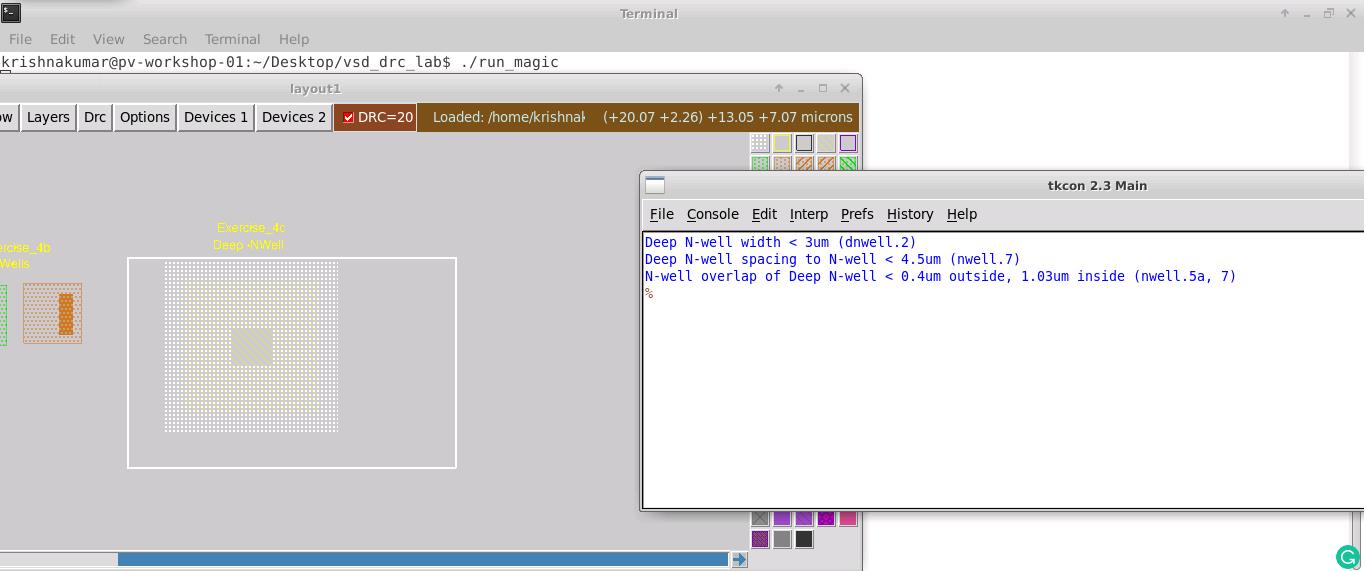 Terminal
File Edit View Search Terminal Help
krishnakumar@pv-workshop-01:~/Desktop/vsd_drc_lab$ ./run_magic
layout1
ow Layers Drc Options Devices 1 Devices 2 DRC=20 Loaded: /home/krishnak (+20.07 +2.26) +13.05 +7.07 microns
tkcon 2.3 Main
File Console Edit Interp Prefs History Help
Deep N-well width < 3um (dnwell.2)
Deep N-well spacing to N-well < 4.5um (nwell.7)
N-well overlap of Deep N-well < 0.4um outside, 1.03um inside (nwell.5a, 7)
%
Exercise_4c
Deep NWell
rcise_4b
Wells